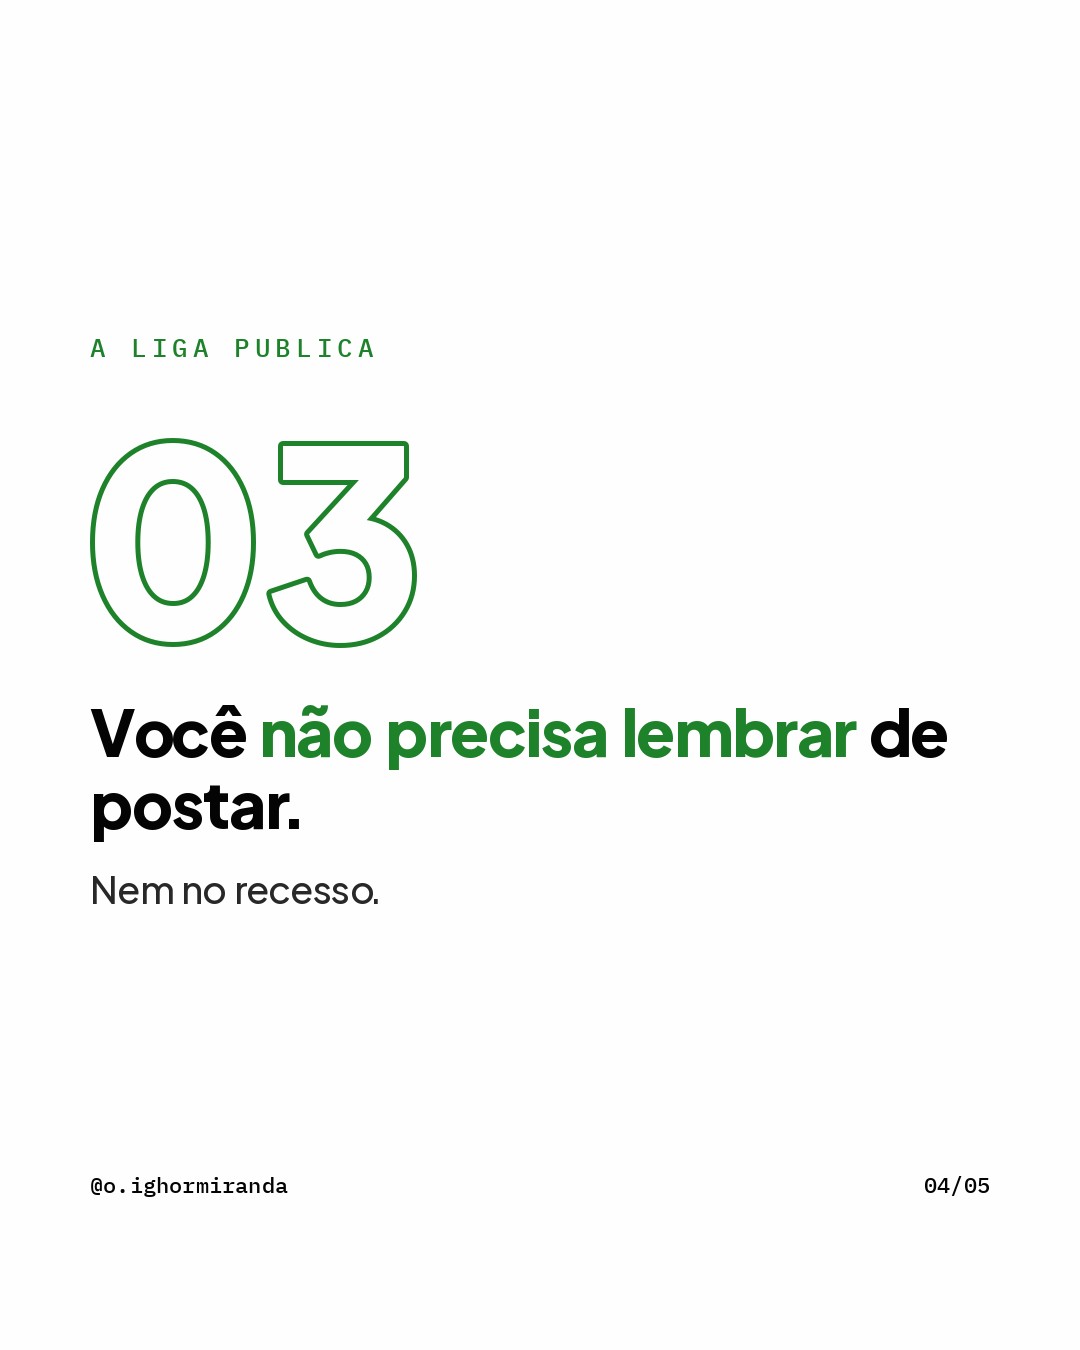 A LIGA PUBLICA
03
Você não precisa lembrar de
postar.
Nem no recesso.
@o.ighormiranda
04/05